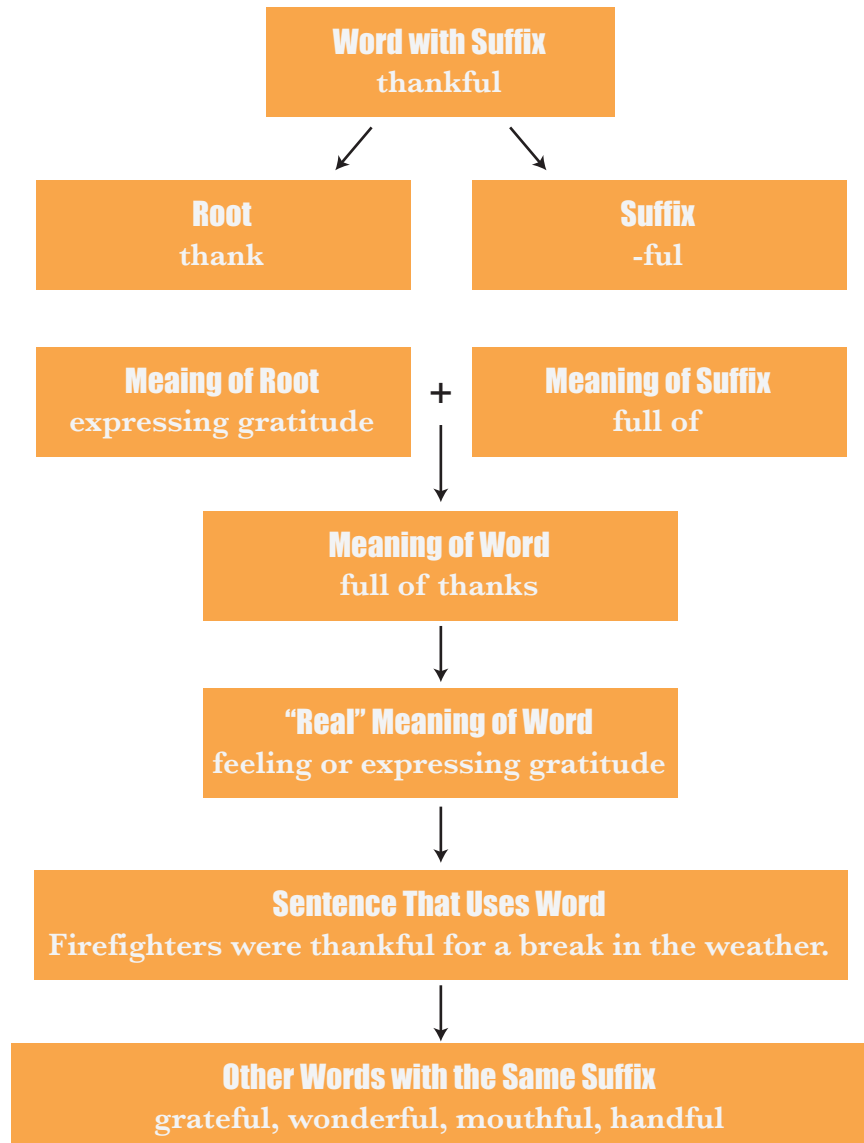 Word with Suffix
thankful
Root
thank
Suffix
-ful
Meaing of Root
expressing gratitude
+
Meaning of Suffix
full of
Meaning of Word
full of thanks
“Real” Meaning of Word
feeling or expressing gratitude
Sentence That Uses Word
Firefighters were thankful for a break in the weather.
Other Words with the Same Suffix
grateful, wonderful, mouthful, handful